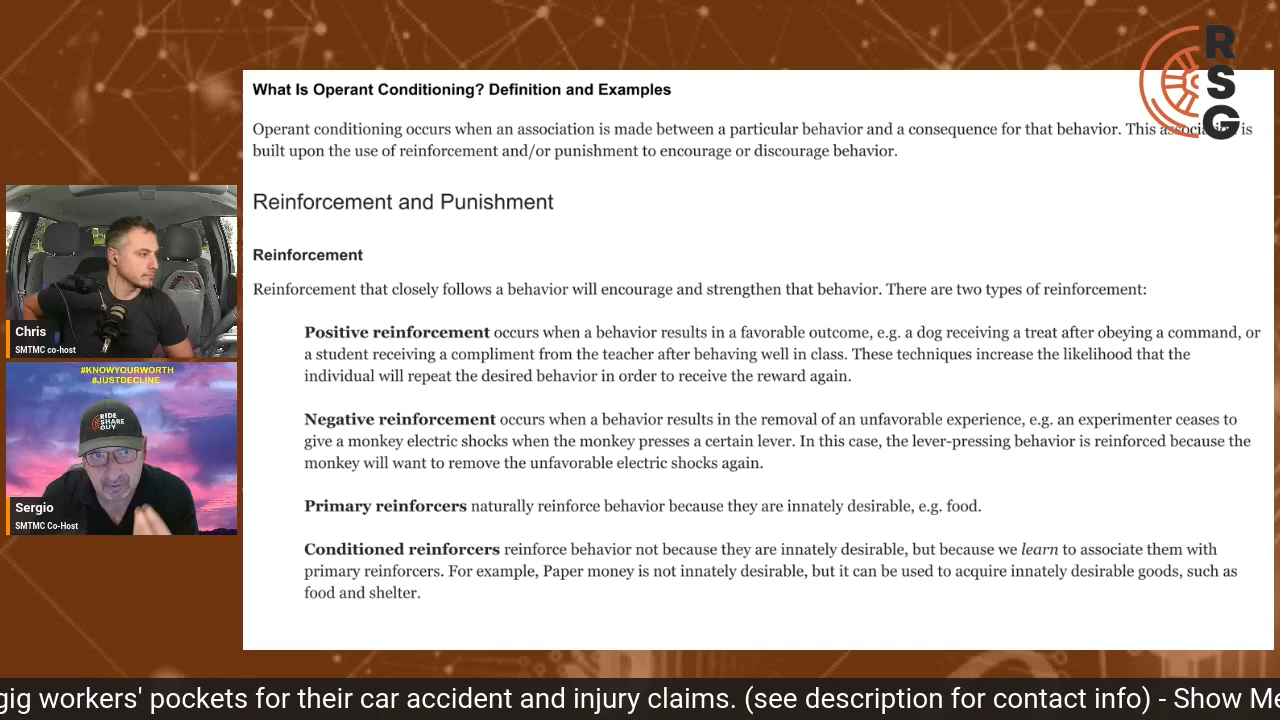 R
S
G
What Is Operant Conditioning? Definition and Examples
Operant conditioning occurs when an association is made between a particular behavior and a consequence for that behavior. This is
built upon the use of reinforcement and/or punishment to encourage or discourage behavior.
Reinforcement and Punishment
Reinforcement
Reinforcement that closely follows a behavior will encourage and strengthen that behavior. There are two types of reinforcement:
Positive reinforcement occurs when a behavior results in a favorable outcome, e.g. a dog receiving a treat after obeying a command, or
a student receiving a compliment from the teacher after behaving well in class. These techniques increase the likelihood that the
individual will repeat the desired behavior in order to receive the reward again.
Negative reinforcement occurs when a behavior results in the removal of an unfavorable experience, e.g. an experimenter ceases to
give a monkey electric shocks when the monkey presses a certain lever. In this case, the lever-pressing behavior is reinforced because the
monkey will want to remove the unfavorable electric shocks again.
Primary reinforcers naturally reinforce behavior because they are innately desirable, e.g. food.
Conditioned reinforcers reinforce behavior not because they are innately desirable, but because we learn to associate them with
primary reinforcers. For example, Paper money is not innately desirable, but it can be used to acquire innately desirable goods, such as
food and shelter.
Chris
SMTMC co-host
#KNOWYOURWORTH
#JUSTDECLINE
RIDE
SHARE
GUY
Sergio
SMTMC Co-Host
gig workers' pockets for their car accident and injury claims. (see description for contact info) - Show Me